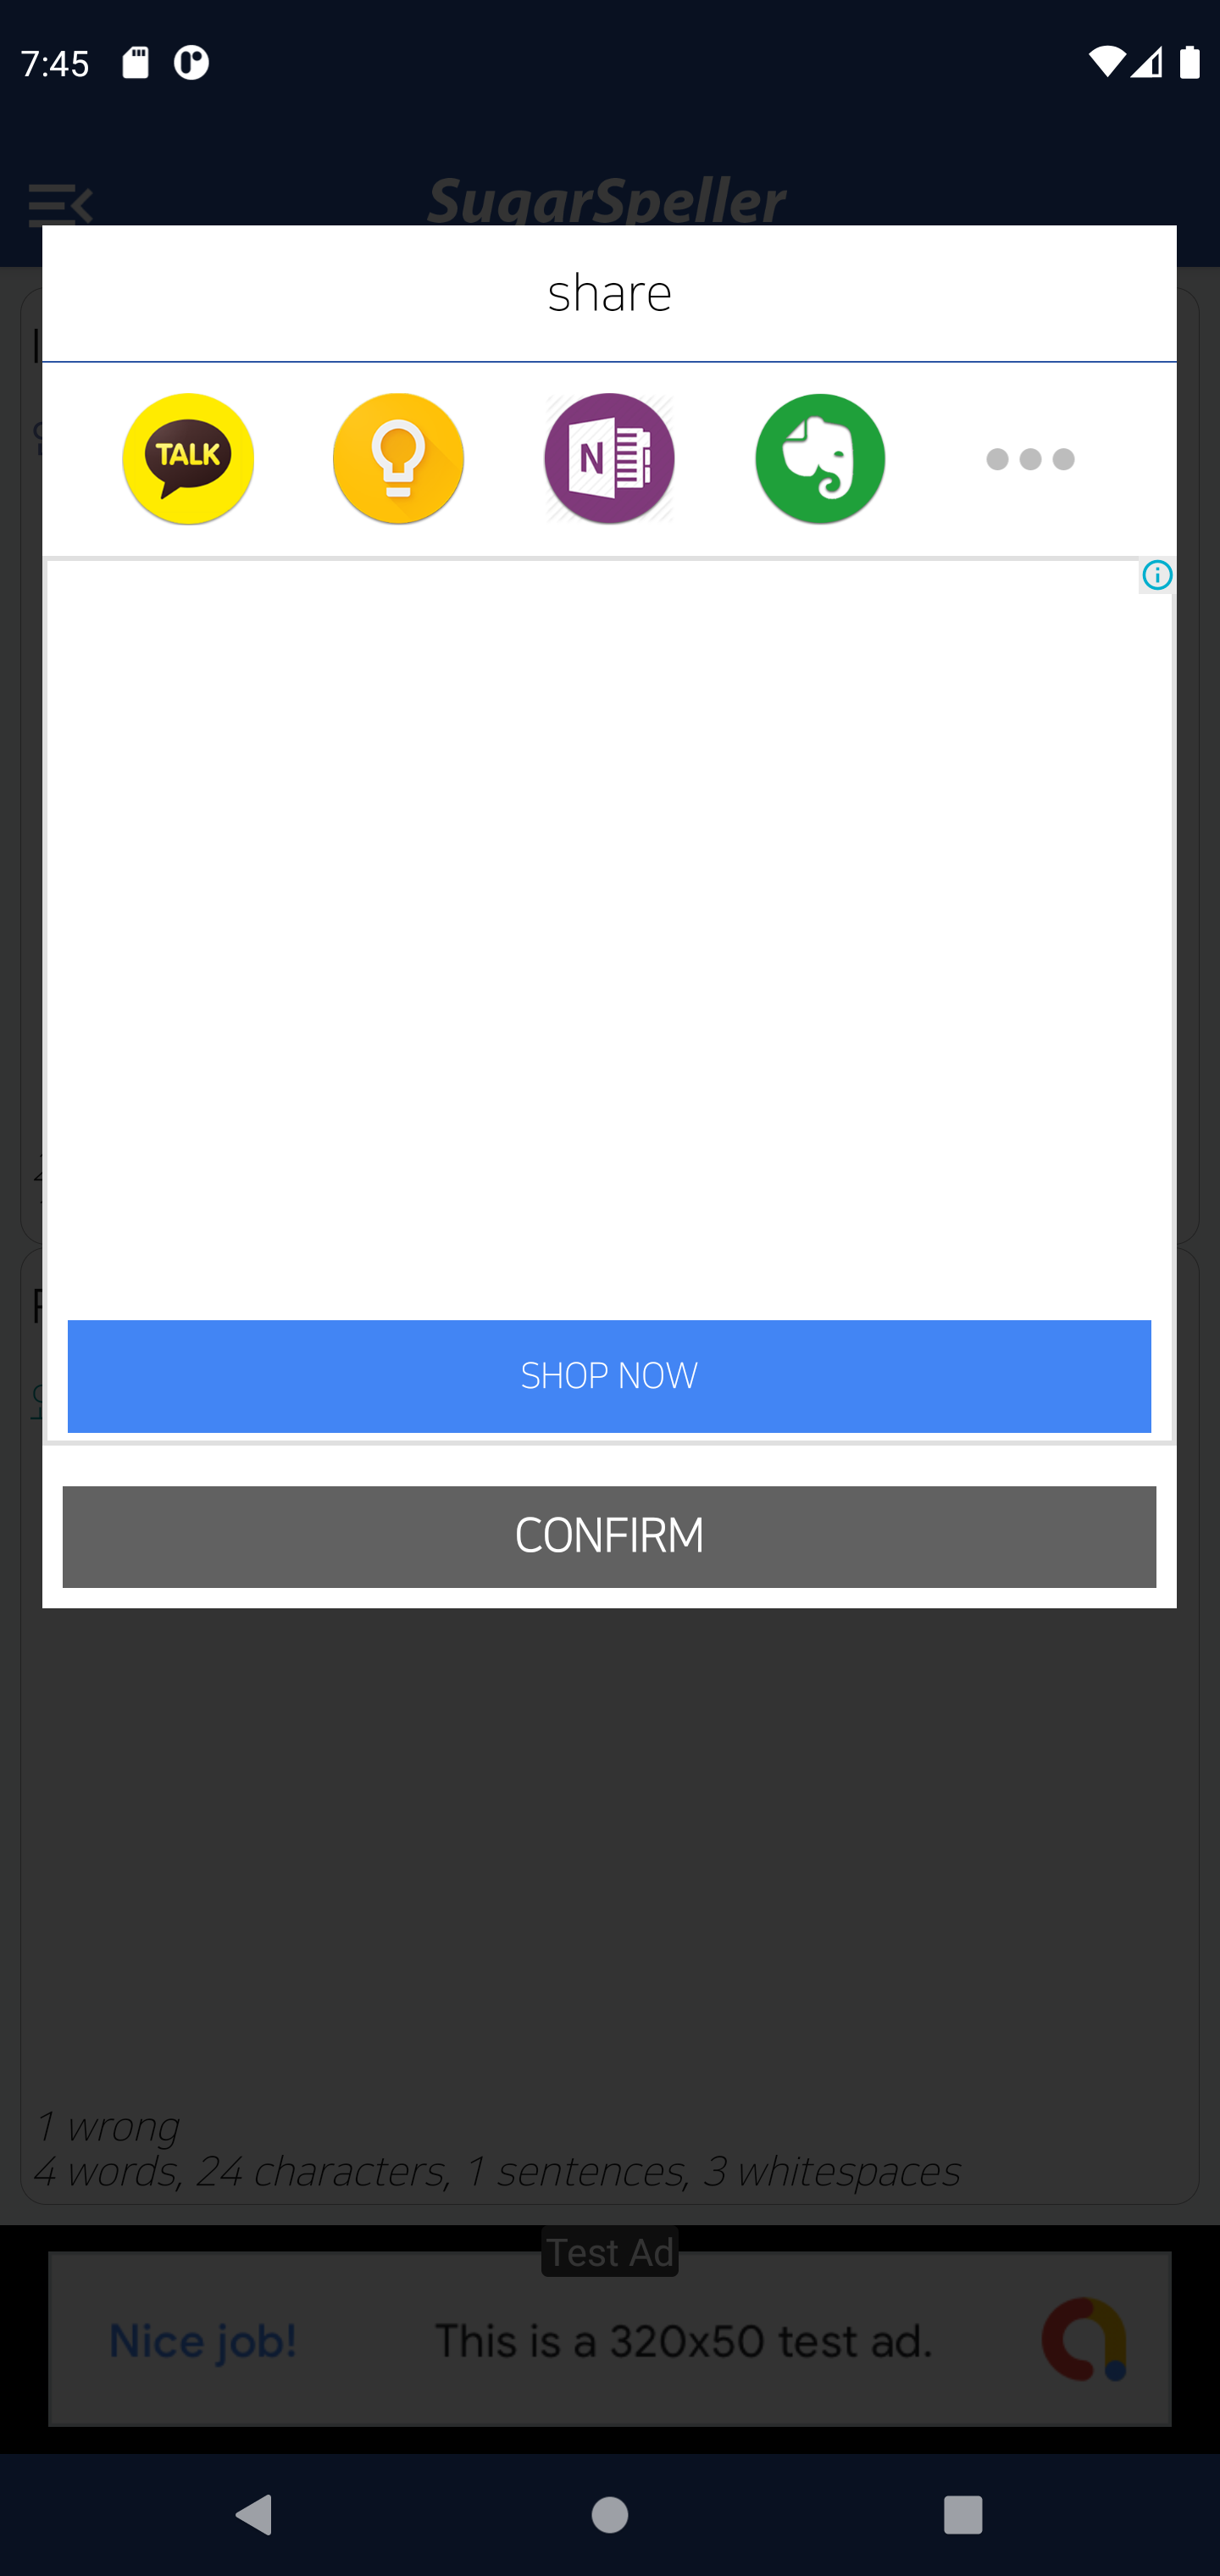 7:45
SugarSpeller
share
TALK
N
SHOP NOW
CONFIRM
1 wrong
4 words, 24 characters, 1 sentences, 3 whitespaces
Test Ad
Nice job!
This is a 320x50 test ad.